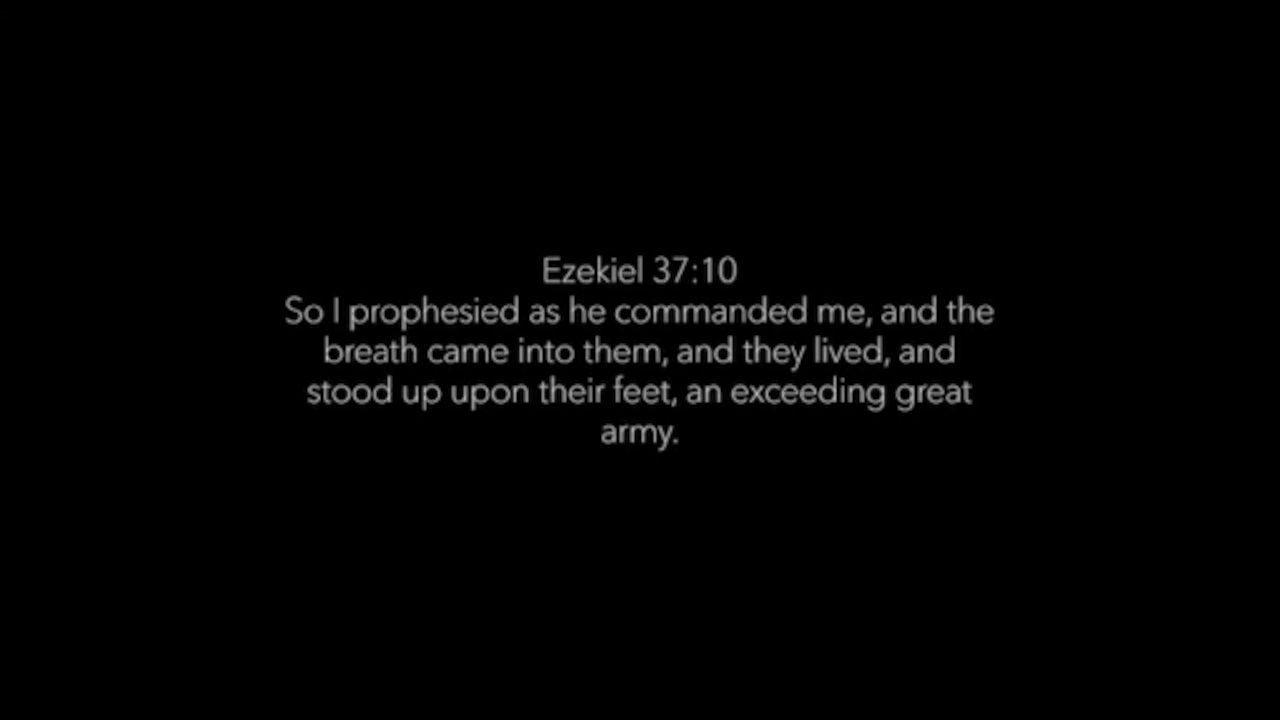 Ezekiel 37:10
So I prophesied as he commanded me, and the
breath came into them, and they lived, and
stood up upon their feet, an exceeding great
army.